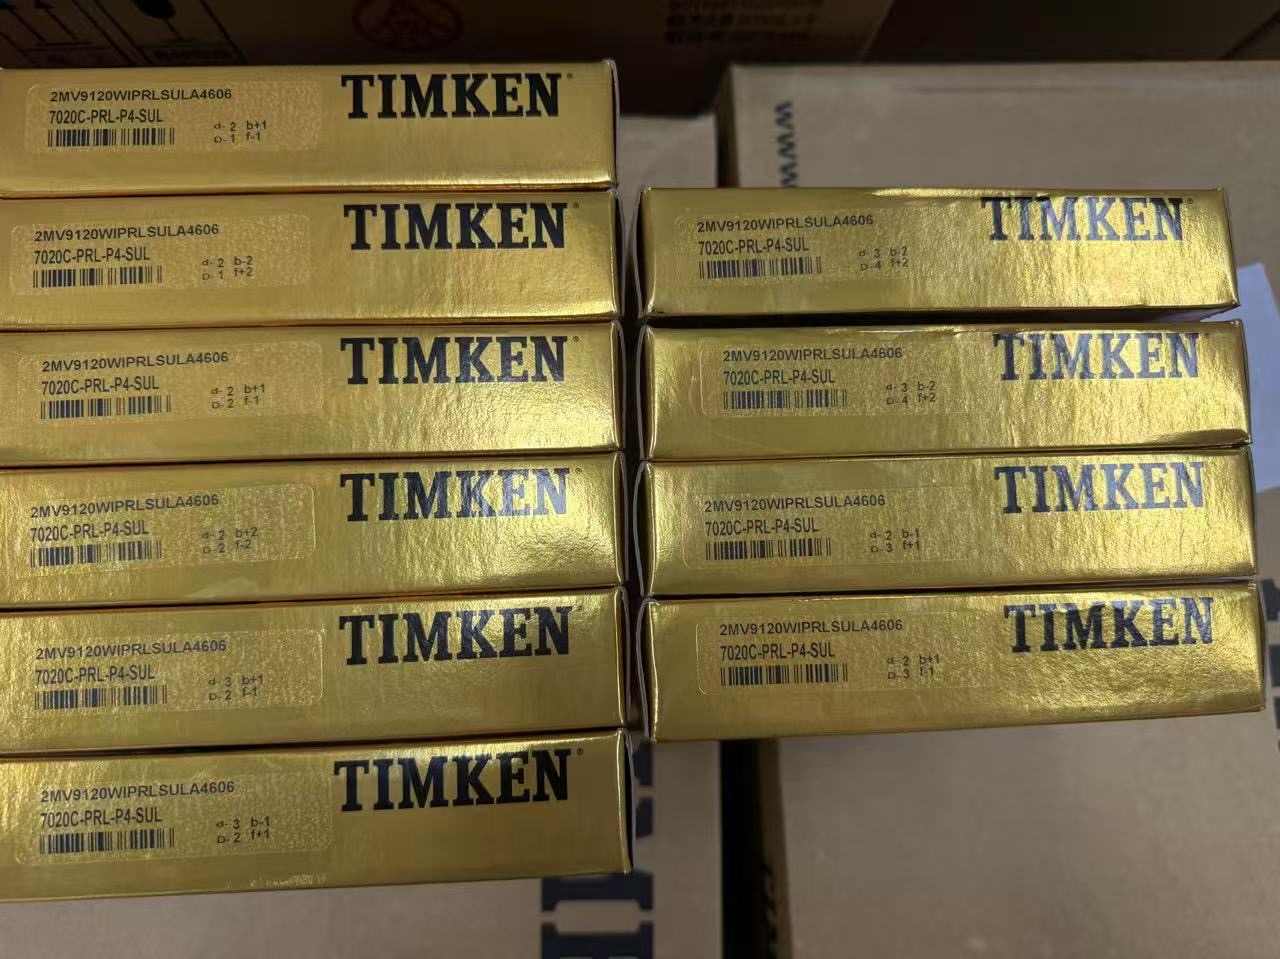 2MV9120WIPRLSULA4606
7020C-PRL-P4-SUL
d- 2 b+1
D- 1 f-1
TIMKEN®
2MV9120WIPRLSULA4606
7020C-PRL-P4-SUL
d- 2 b-2
D- 1 f+2
TIMKEN®
2MV9120WIPRLSULA4606
7020C-PRL-P4-SUL
d- 2 b+1
D- 2 f-1
TIMKEN®
2MV9120WIPRLSULA4606
7020C-PRL-P4-SUL
d- 2 b+2
D- 2 f-2
TIMKEN®
2MV9120WIPRLSULA4606
7020C-PRL-P4-SUL
d- 3 b+1
D- 2 f-1
TIMKEN®
2MV9120WIPRLSULA4606
7020C-PRL-P4-SUL
d- 3 b-1
D- 2 f+1
TIMKEN®
www
2MV9120WIPRLSULA4606
7020C-PRL-P4-SUL
d- 3 b-2
D- 4 f+2
TIMKEN®
2MV9120WIPRLSULA4606
7020C-PRL-P4-SUL
d- 3 b-2
D- 4 f+2
TIMKEN
2MV9120WIPRLSULA4606
7020C-PRL-P4-SUL
d- 2 b-1
D- 3 f+1
TIMKEN
2MV9120WIPRLSULA4606
7020C-PRL-P4-SUL
d- 2 b+1
D- 3 f-1
TIMKEN